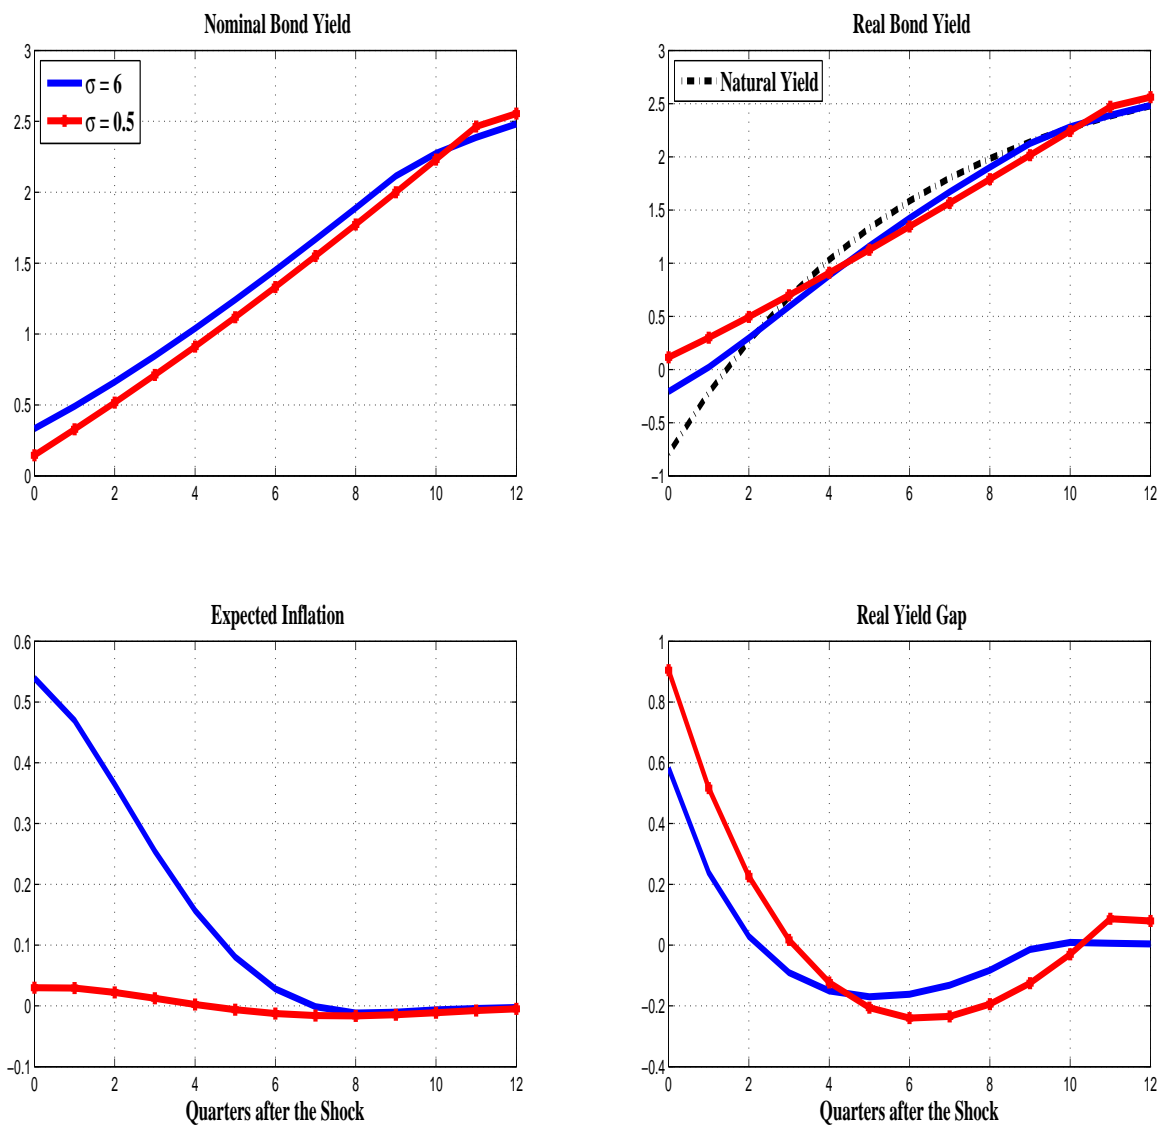 Nominal Bond Yield
3
2.5
2
1.5
1
0.5
0
0 2 4 6 8 10 12
σ = 6
σ = 0.5
Real Bond Yield
3
2.5
2
1.5
1
0.5
0
−0.5
−1
0 2 4 6 8 10 12
Natural Yield
Expected Inflation
0.6
0.5
0.4
0.3
0.2
0.1
0
−0.1
0 2 4 6 8 10 12
Quarters after the Shock
Real Yield Gap
1
0.8
0.6
0.4
0.2
0
−0.2
−0.4
0 2 4 6 8 10 12
Quarters after the Shock